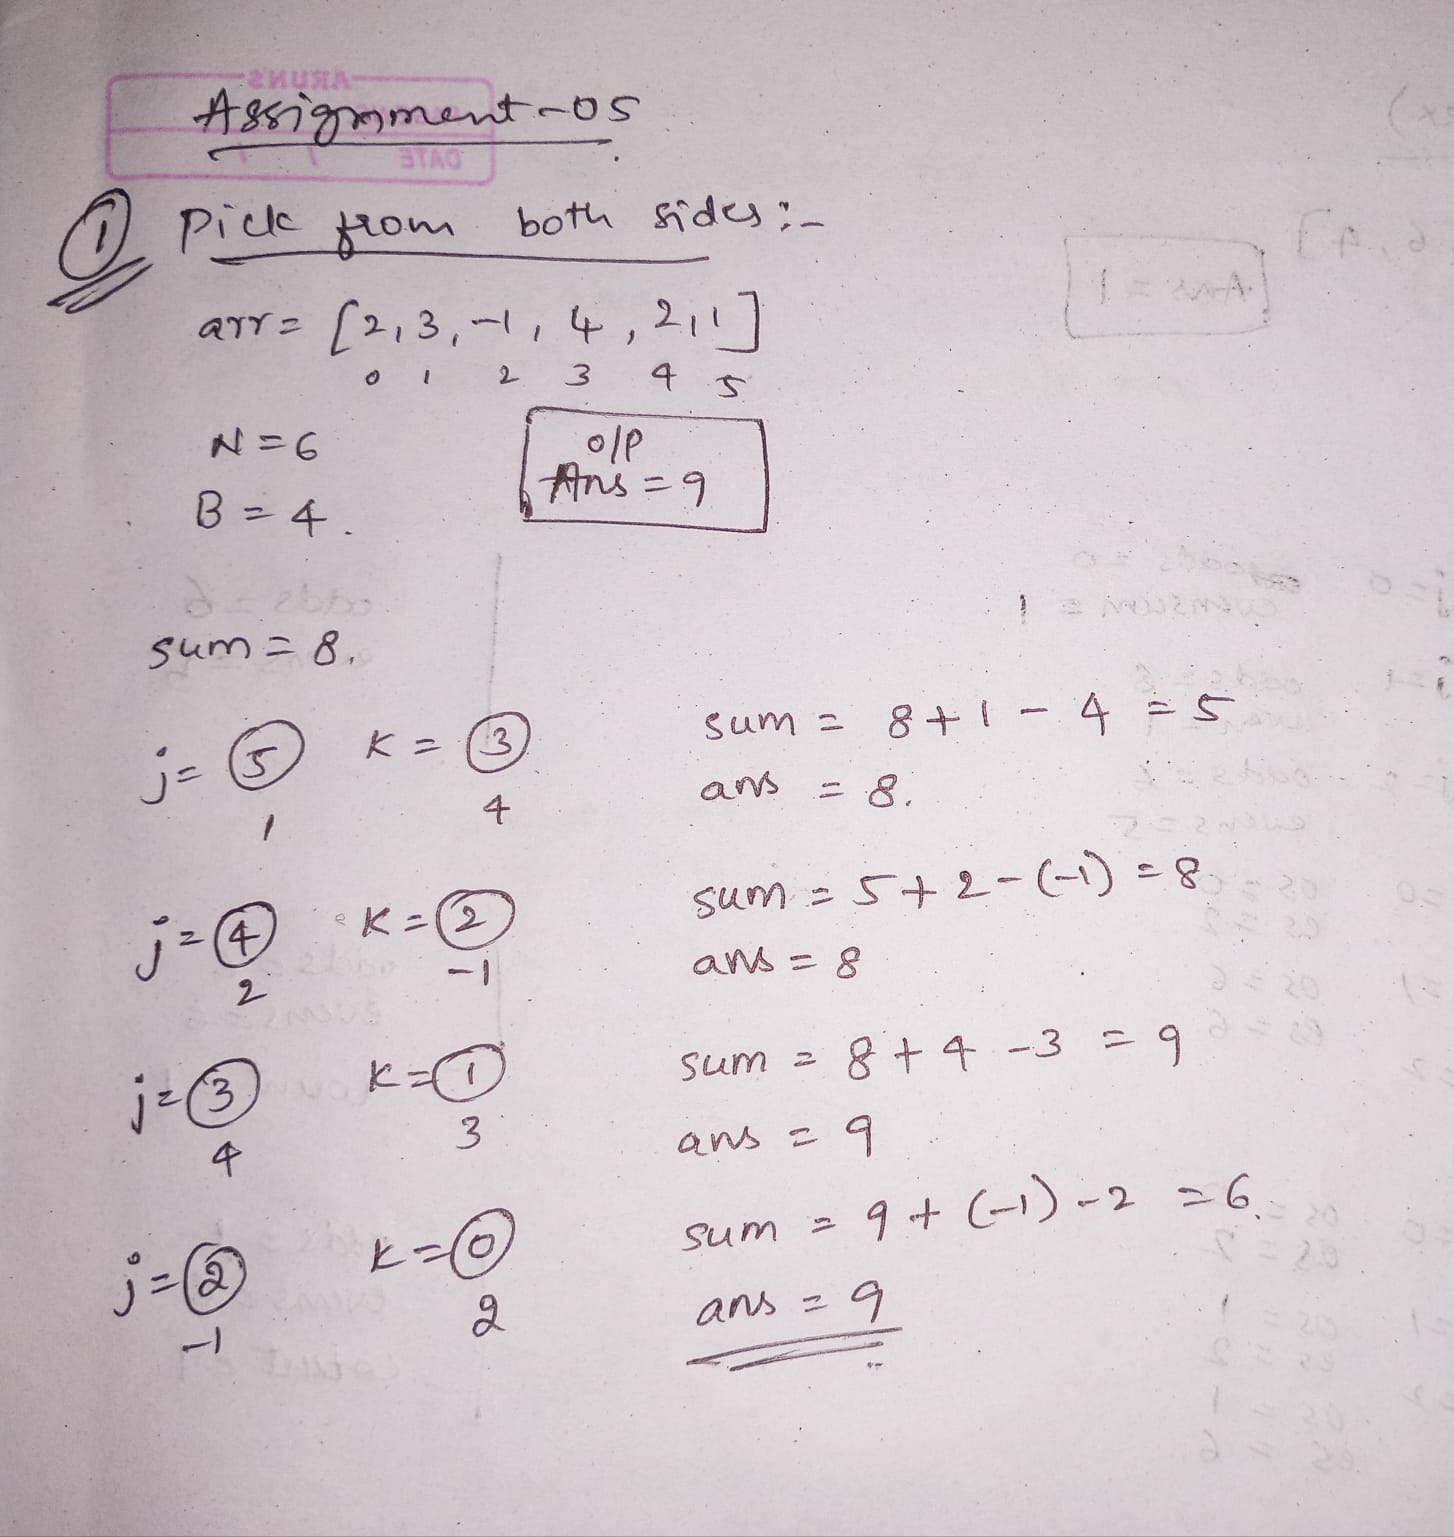 Assignment-05
① Pick from both sides:-
arr = [2, 3, -1, 4, 2, 1]
0 1 2 3 4 5
N = 6
B = 4.
O/P
Ans = 9
sum = 8.
j = 5 K = 3 sum = 8 + 1 - 4 = 5
1 4 ans = 8.
j = 4 K = 2 sum = 5 + 2 - (-1) = 8
2 -1 ans = 8
j = 3 K = 1 sum = 8 + 4 - 3 = 9
4 3 ans = 9
j = 2 K = 0 sum = 9 + (-1) - 2 = 6.
-1 2 ans = 9